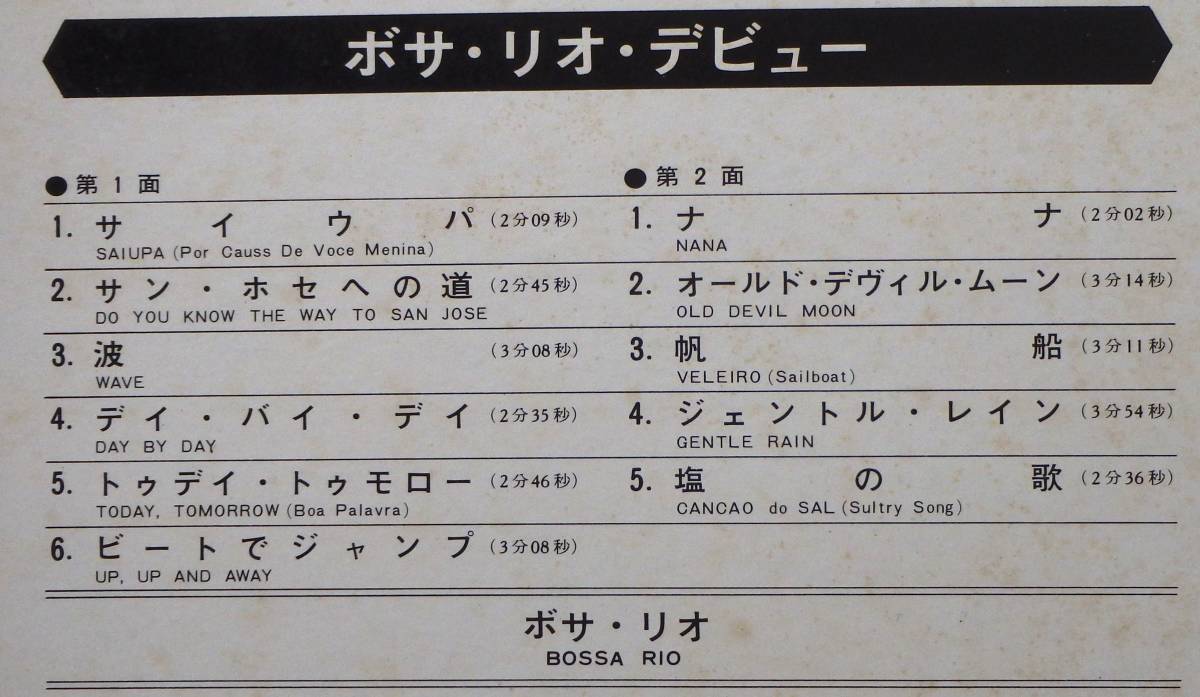 ボサ・リオ・デビュー
●第1面
1. サイウパ (2分09秒)
SAIUPA (Por Causs De Voce Menina)
2. サン・ホセへの道 (2分45秒)
DO YOU KNOW THE WAY TO SAN JOSE
3. 波 (3分08秒)
WAVE
4. デイ・バイ・デイ (2分35秒)
DAY BY DAY
5. トゥデイ・トゥモロー (2分46秒)
TODAY, TOMORROW (Boa Palavra)
6. ビートでジャンプ (3分08秒)
UP, UP AND AWAY
●第2面
1. ナナ (2分02秒)
NANA
2. オールド・デヴィル・ムーン (3分14秒)
OLD DEVIL MOON
3. 帆船 (3分11秒)
VELEIRO (Sailboat)
4. ジェントル・レイン (3分54秒)
GENTLE RAIN
5. 塩の歌 (2分36秒)
CANCAO do SAL (Sultry Song)
ボサ・リオ
BOSSA RIO